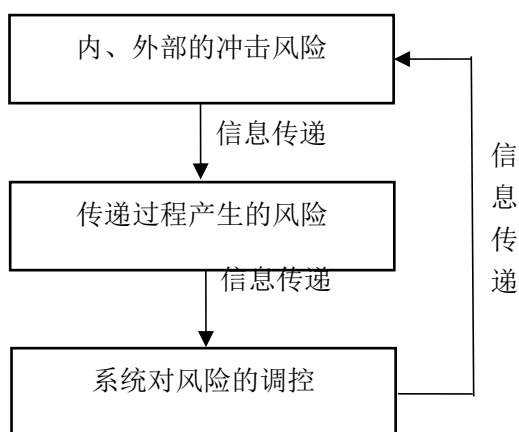 内、外部的冲击风险
信息传递
传递过程产生的风险
信息传递
系统对风险的调控
信
息
传
递